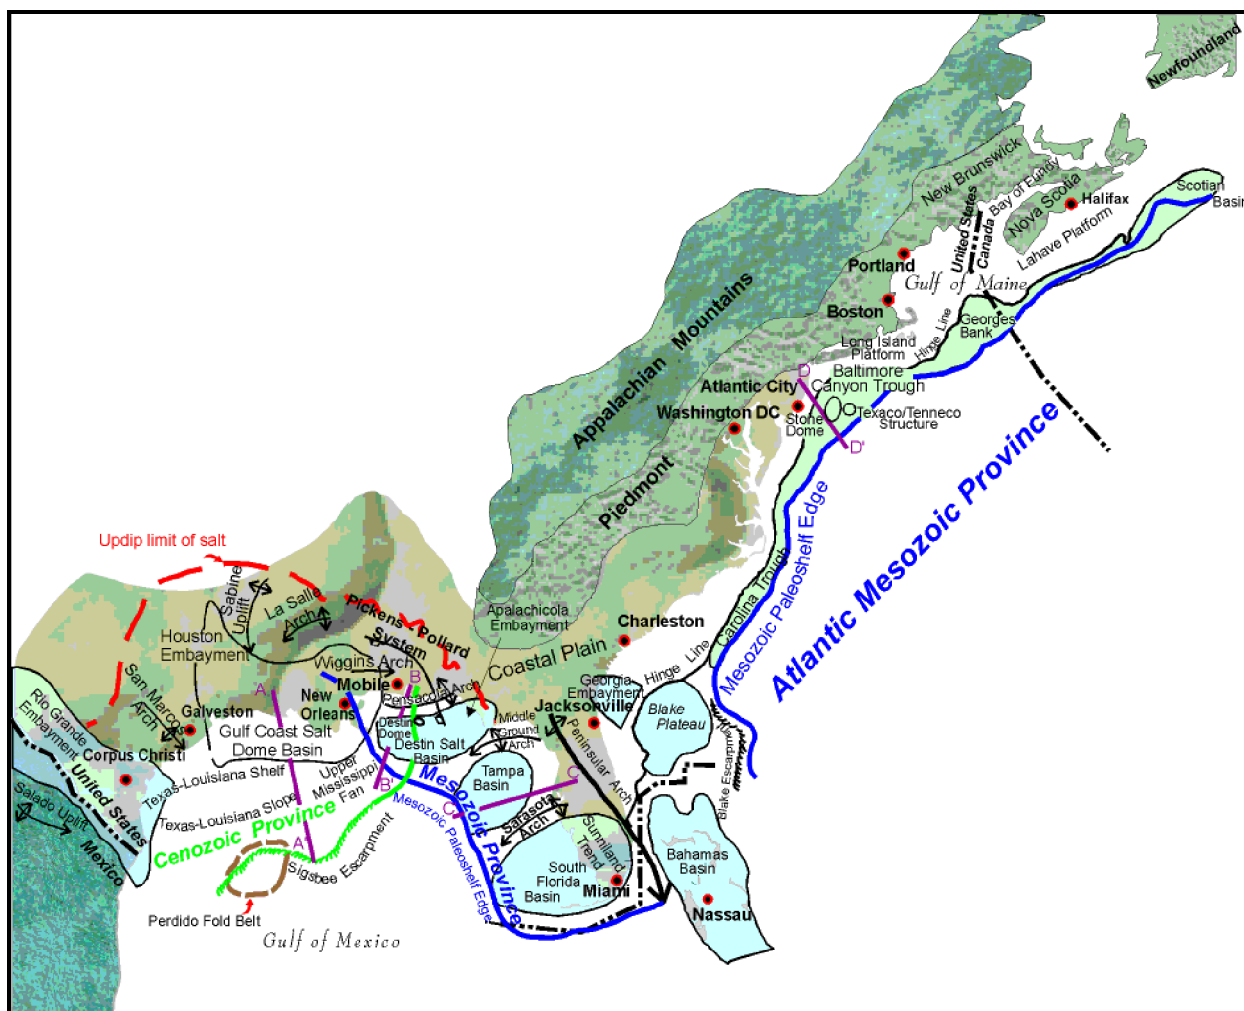 Newfoundland
New Brunswick
Bay of Fundy
Nova Scotia
Halifax
Scotian
Basin
United States
Canada
Lahave Platform
Portland
Gulf of Maine
Boston
Georges
Bank
Hinge Line
Long Island
Platform
Appalachian Mountains
Baltimore
Canyon Trough
D
Atlantic City
Washington DC
Stone
Dome
Texaco/Tenneco
Structure
D'
Piedmont
Atlantic Mesozoic Province
Mesozoic Paleoshelf Edge
Carolina Trough
Updip limit of salt
Sabine
Uplift
La Salle
Arch
Pickens - Pollard
System
Apalachicola
Embayment
Charleston
Coastal Plain
Hinge Line
Houston
Embayment
Wiggins Arch
Mobile
B
Pensacola Arch
A
New
Orleans
San Marcos
Arch
Galveston
Gulf Coast Salt
Dome Basin
Rio Grande
Embayment
Corpus Christi
Destin
Dome
Destin Salt
Basin
Middle
Ground
Arch
Georgia
Embayment
Jacksonville
Peninsular Arch
Blake
Plateau
Blake Escarpment
Texas-Louisiana Shelf
Upper
Mississippi
Fan
B'
Texas-Louisiana Slope
Mesozoic Province
Mesozoic Paleoshelf Edge
Tampa
Basin
C
C'
Sarasota
Arch
Sunniland
Trend
South
Florida
Basin
Miami
Bahamas
Basin
Nassau
United States
Mexico
Salado Uplift
Cenozoic Province
A'
Sigsbee Escarpment
Perdido Fold Belt
Gulf of Mexico